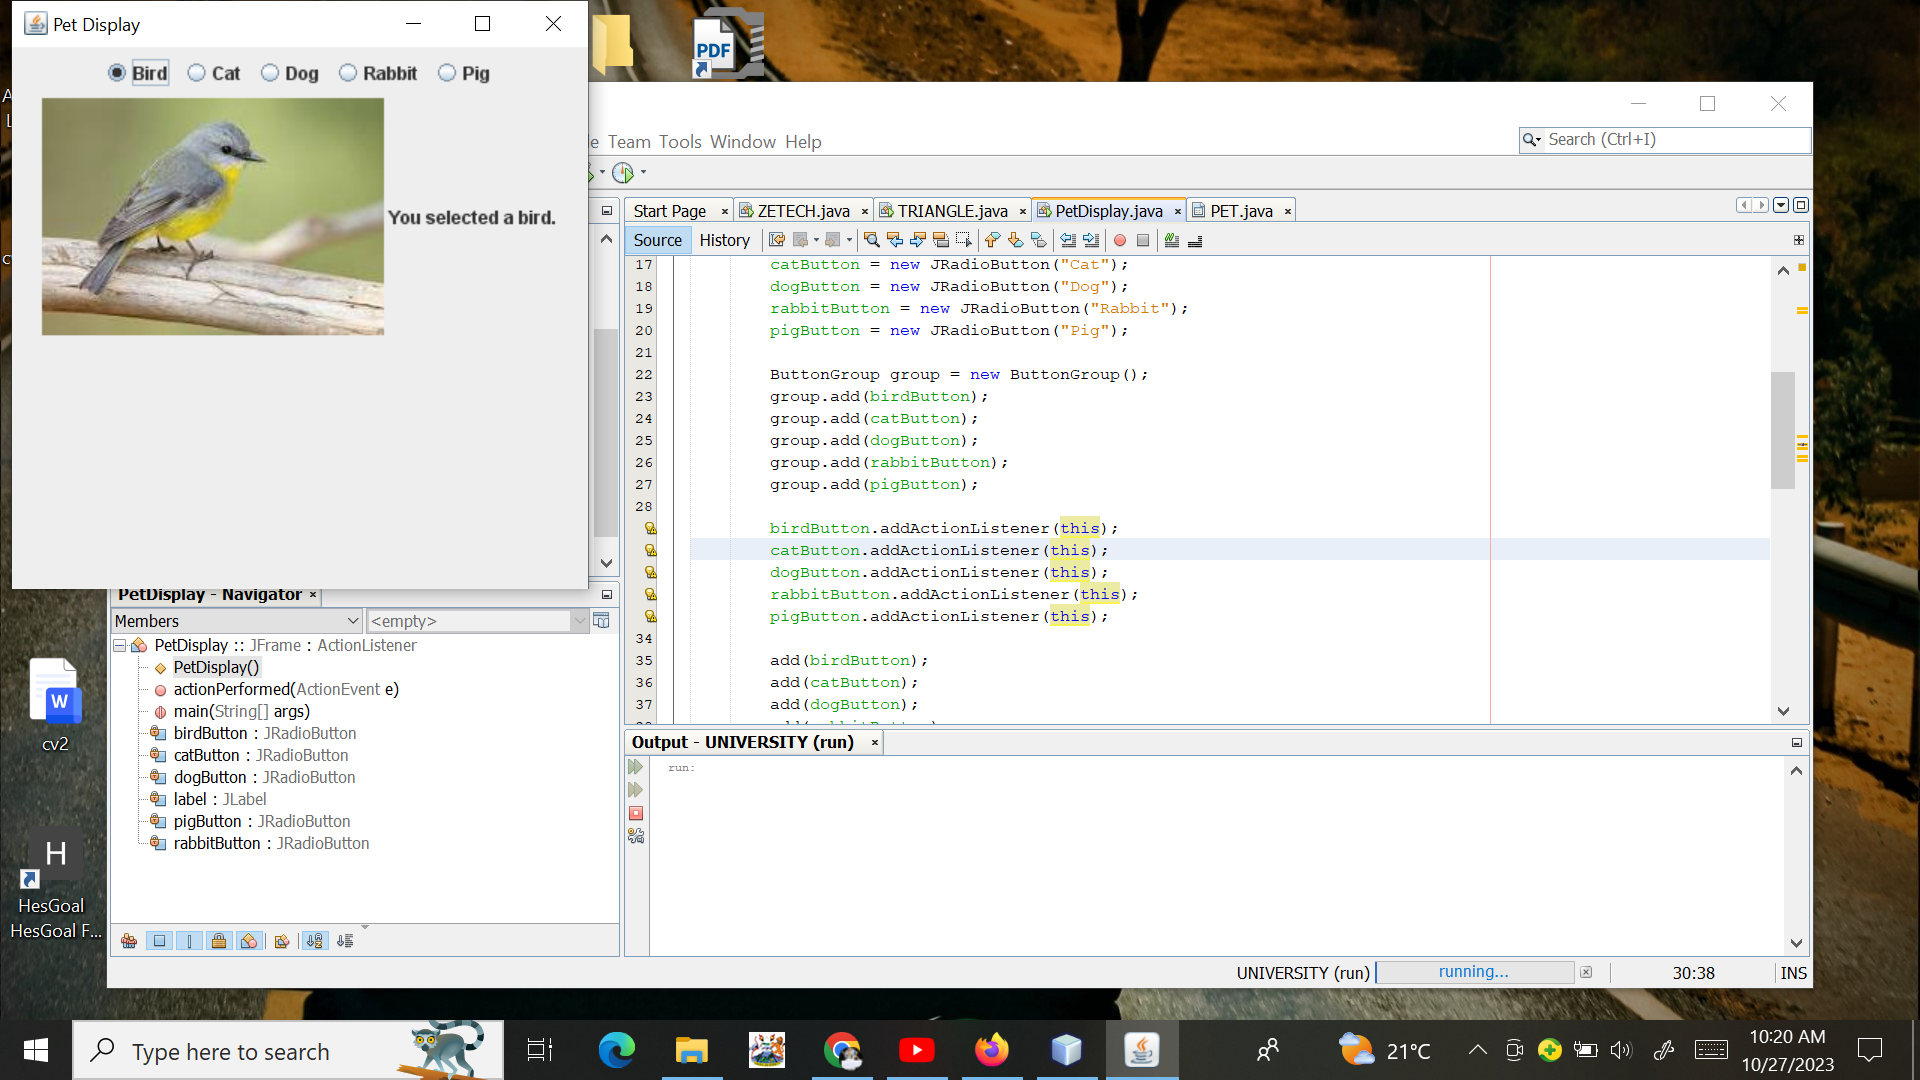 Pet Display
Bird Cat Dog Rabbit Pig
You selected a bird.
PDF
Team Tools Window Help
Search (Ctrl+I)
Start Page ZETECH.java TRIANGLE.java PetDisplay.java PET.java
Source History
17 catButton = new JRadioButton("Cat");
18 dogButton = new JRadioButton("Dog");
19 rabbitButton = new JRadioButton("Rabbit");
20 pigButton = new JRadioButton("Pig");
21
22 ButtonGroup group = new ButtonGroup();
23 group.add(birdButton);
24 group.add(catButton);
25 group.add(dogButton);
26 group.add(rabbitButton);
27 group.add(pigButton);
28
birdButton.addActionListener(this);
catButton.addActionListener(this);
dogButton.addActionListener(this);
rabbitButton.addActionListener(this);
pigButton.addActionListener(this);
34
35 add(birdButton);
36 add(catButton);
37 add(dogButton);
PetDisplay - Navigator
Members <empty>
PetDisplay :: JFrame : ActionListener
PetDisplay()
actionPerformed(ActionEvent e)
main(String[] args)
birdButton : JRadioButton
catButton : JRadioButton
dogButton : JRadioButton
label : JLabel
pigButton : JRadioButton
rabbitButton : JRadioButton
Output - UNIVERSITY (run)
run:
UNIVERSITY (run) running... 30:38 INS
W
cv2
H
HesGoal
HesGoal F...
Type here to search
21°C
10:20 AM
10/27/2023